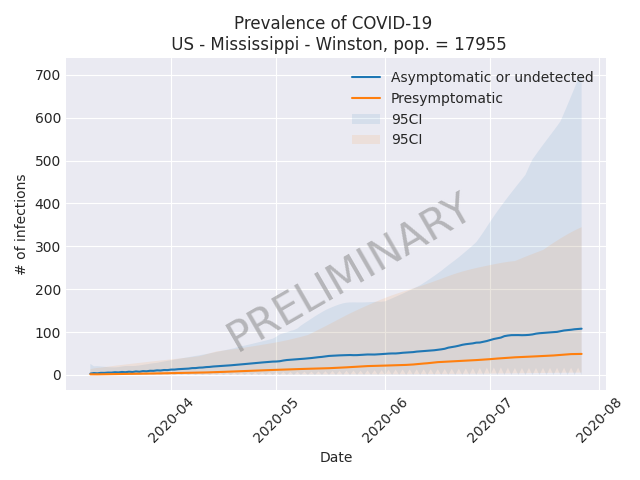 Prevalence of COVID-19
US - Mississippi - Winston, pop. = 17955
700
600
500
400
300
200
100
0
# of infections
Asymptomatic or undetected
Presymptomatic
95CI
95CI
PRELIMINARY
2020-04
2020-05
2020-06
2020-07
2020-08
Date